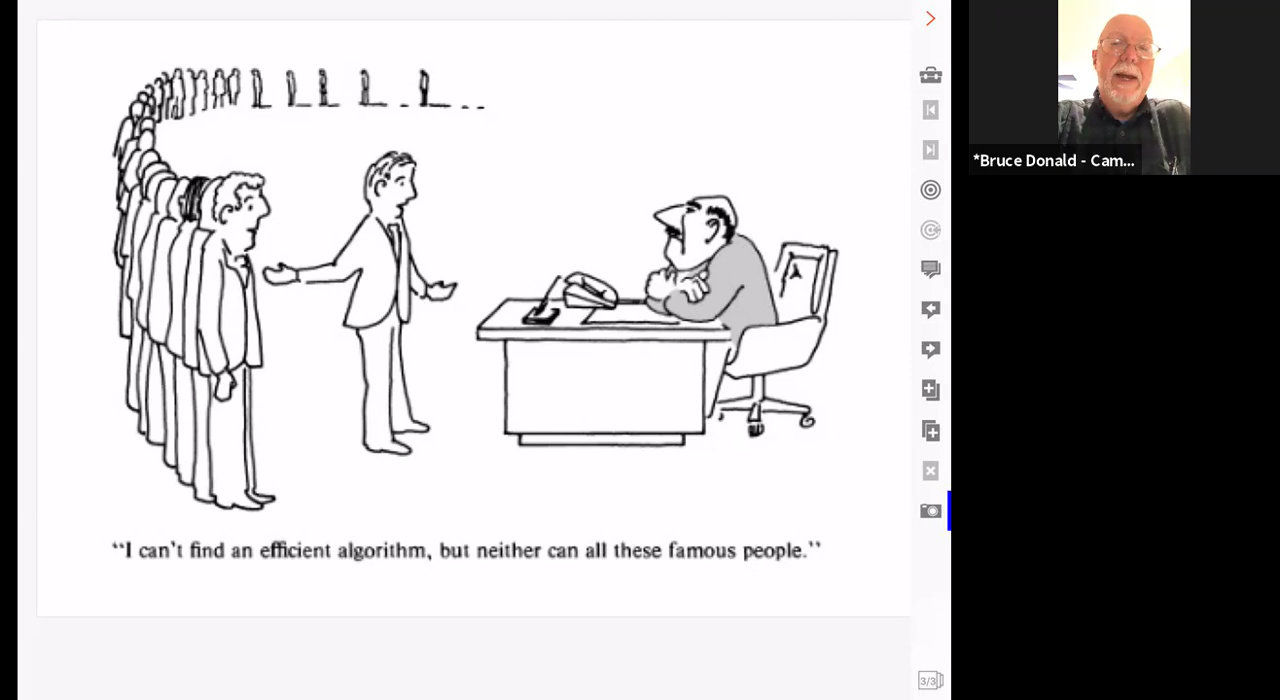 *Bruce Donald - Cam...
“I can't find an efficient algorithm, but neither can all these famous people.”
3/3